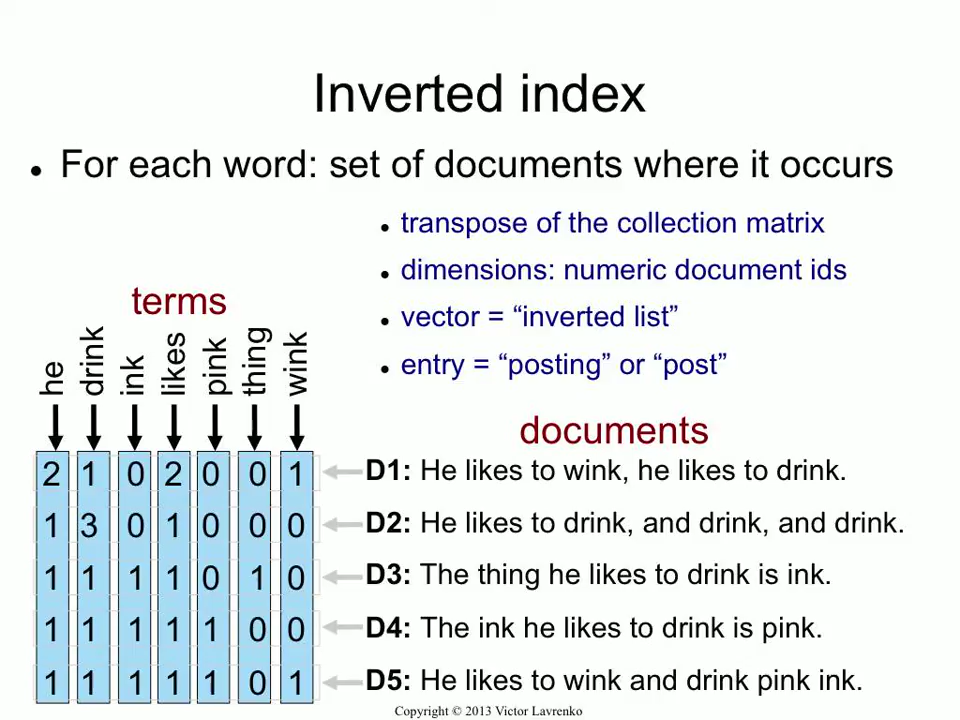 Inverted index
• For each word: set of documents where it occurs
• transpose of the collection matrix
• dimensions: numeric document ids
• vector = “inverted list”
• entry = “posting” or “post”
terms
he drink ink likes pink thing wink
documents
2 1 0 2 0 0 1 D1: He likes to wink, he likes to drink.
1 3 0 1 0 0 0 D2: He likes to drink, and drink, and drink.
1 1 1 1 0 1 0 D3: The thing he likes to drink is ink.
1 1 1 1 1 0 0 D4: The ink he likes to drink is pink.
1 1 1 1 1 0 1 D5: He likes to wink and drink pink ink.
Copyright © 2013 Victor Lavrenko